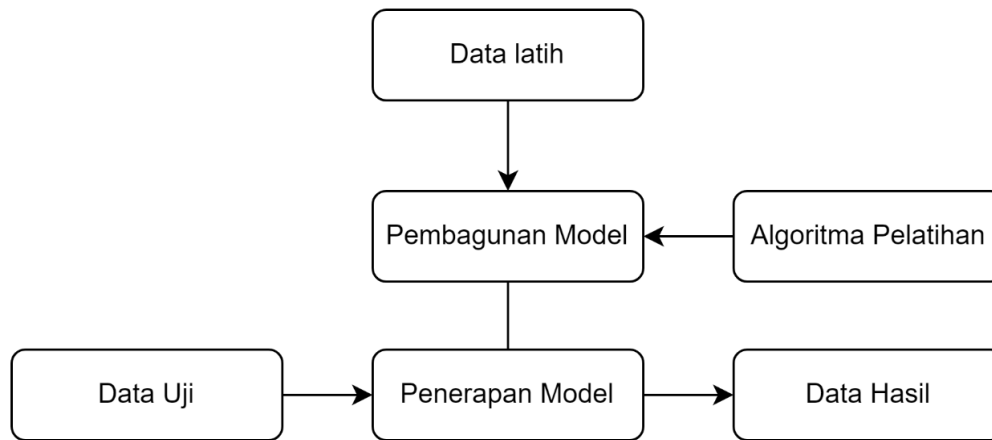 Data latih
Pembagunan Model
Algoritma Pelatihan
Data Uji
Penerapan Model
Data Hasil